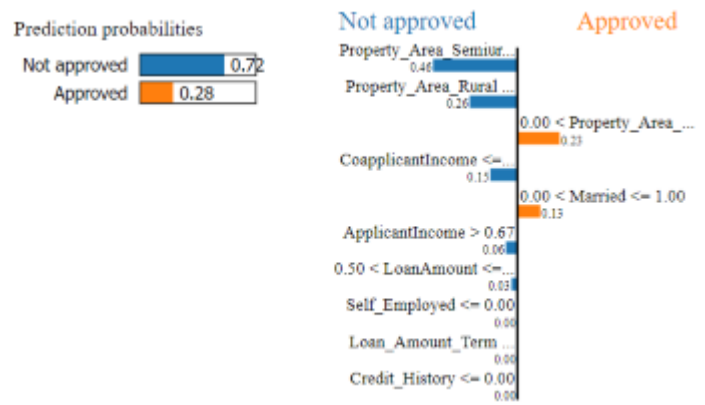 Prediction probabilities
Not approved 0.72
Approved 0.28
Not approved
Approved
Property_Area_Semiur...
0.46
Property_Area_Rural ...
0.26
0.00 < Property_Area_...
0.23
CoapplicantIncome <=...
0.15
0.00 < Married <= 1.00
0.13
ApplicantIncome > 0.67
0.06
0.50 < LoanAmount <=...
0.03
Self_Employed <= 0.00
0.00
Loan_Amount_Term ...
0.00
Credit_History <= 0.00
0.00